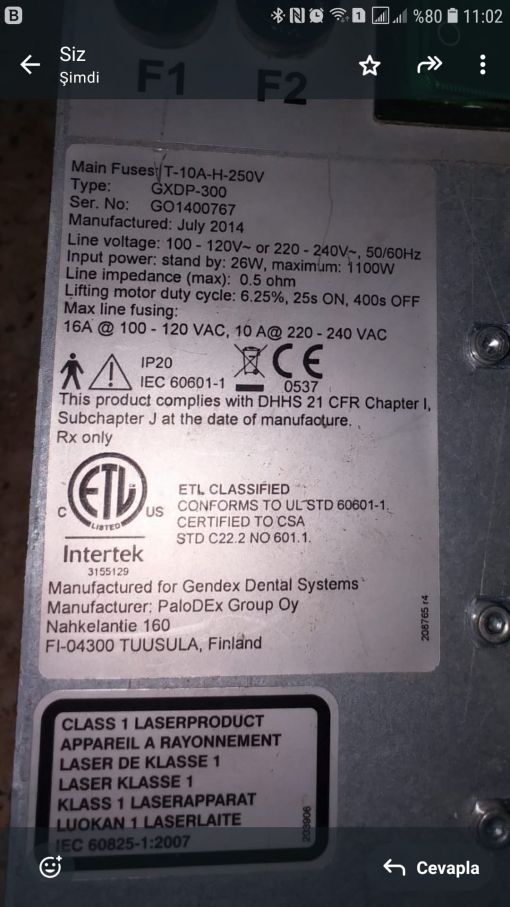 B
1
%80
11:02
Siz
Şimdi
F1
F2
Main Fuses: T-10A-H-250V
Type: GXDP-300
Ser. No: GO1400767
Manufactured: July 2014
Line voltage: 100 - 120V~ or 220 - 240V~, 50/60Hz
Input power: stand by: 26W, maximum: 1100W
Line impedance (max): 0.5 ohm
Lifting motor duty cycle: 6.25%, 25s ON, 400s OFF
Max line fusing:
16A @ 100 - 120 VAC, 10 A@ 220 - 240 VAC
IP20
IEC 60601-1
CE
0537
This product complies with DHHS 21 CFR Chapter I,
Subchapter J at the date of manufacture.
Rx only
ETL
LISTED
C
US
Intertek
3155129
ETL CLASSIFIED
CONFORMS TO UL STD 60601-1.
CERTIFIED TO CSA
STD C22.2 NO 601.1.
Manufactured for Gendex Dental Systems
Manufacturer: PaloDEx Group Oy
Nahkelantie 160
FI-04300 TUUSULA, Finland
208765 r4
CLASS 1 LASERPRODUCT
APPAREIL A RAYONNEMENT
LASER DE KLASSE 1
LASER KLASSE 1
KLASS 1 LASERAPPARAT
LUOKAN 1 LASERLAITE
IEC 60825-1:2007
203906
Cevapla